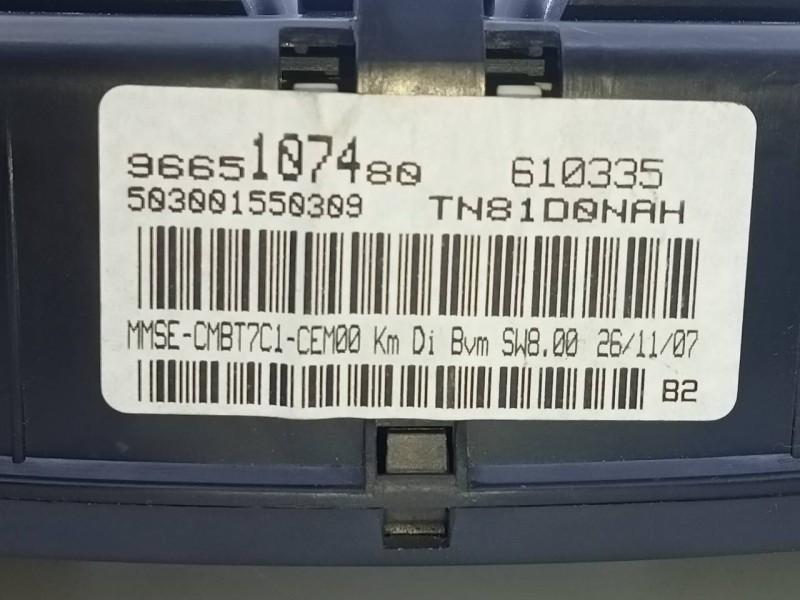 9665107480 610335
503001550309 TN81D0NAH
MMSE-CMBT7C1-CEM00 Km Di Bvm SW8.00 26/11/07
B2